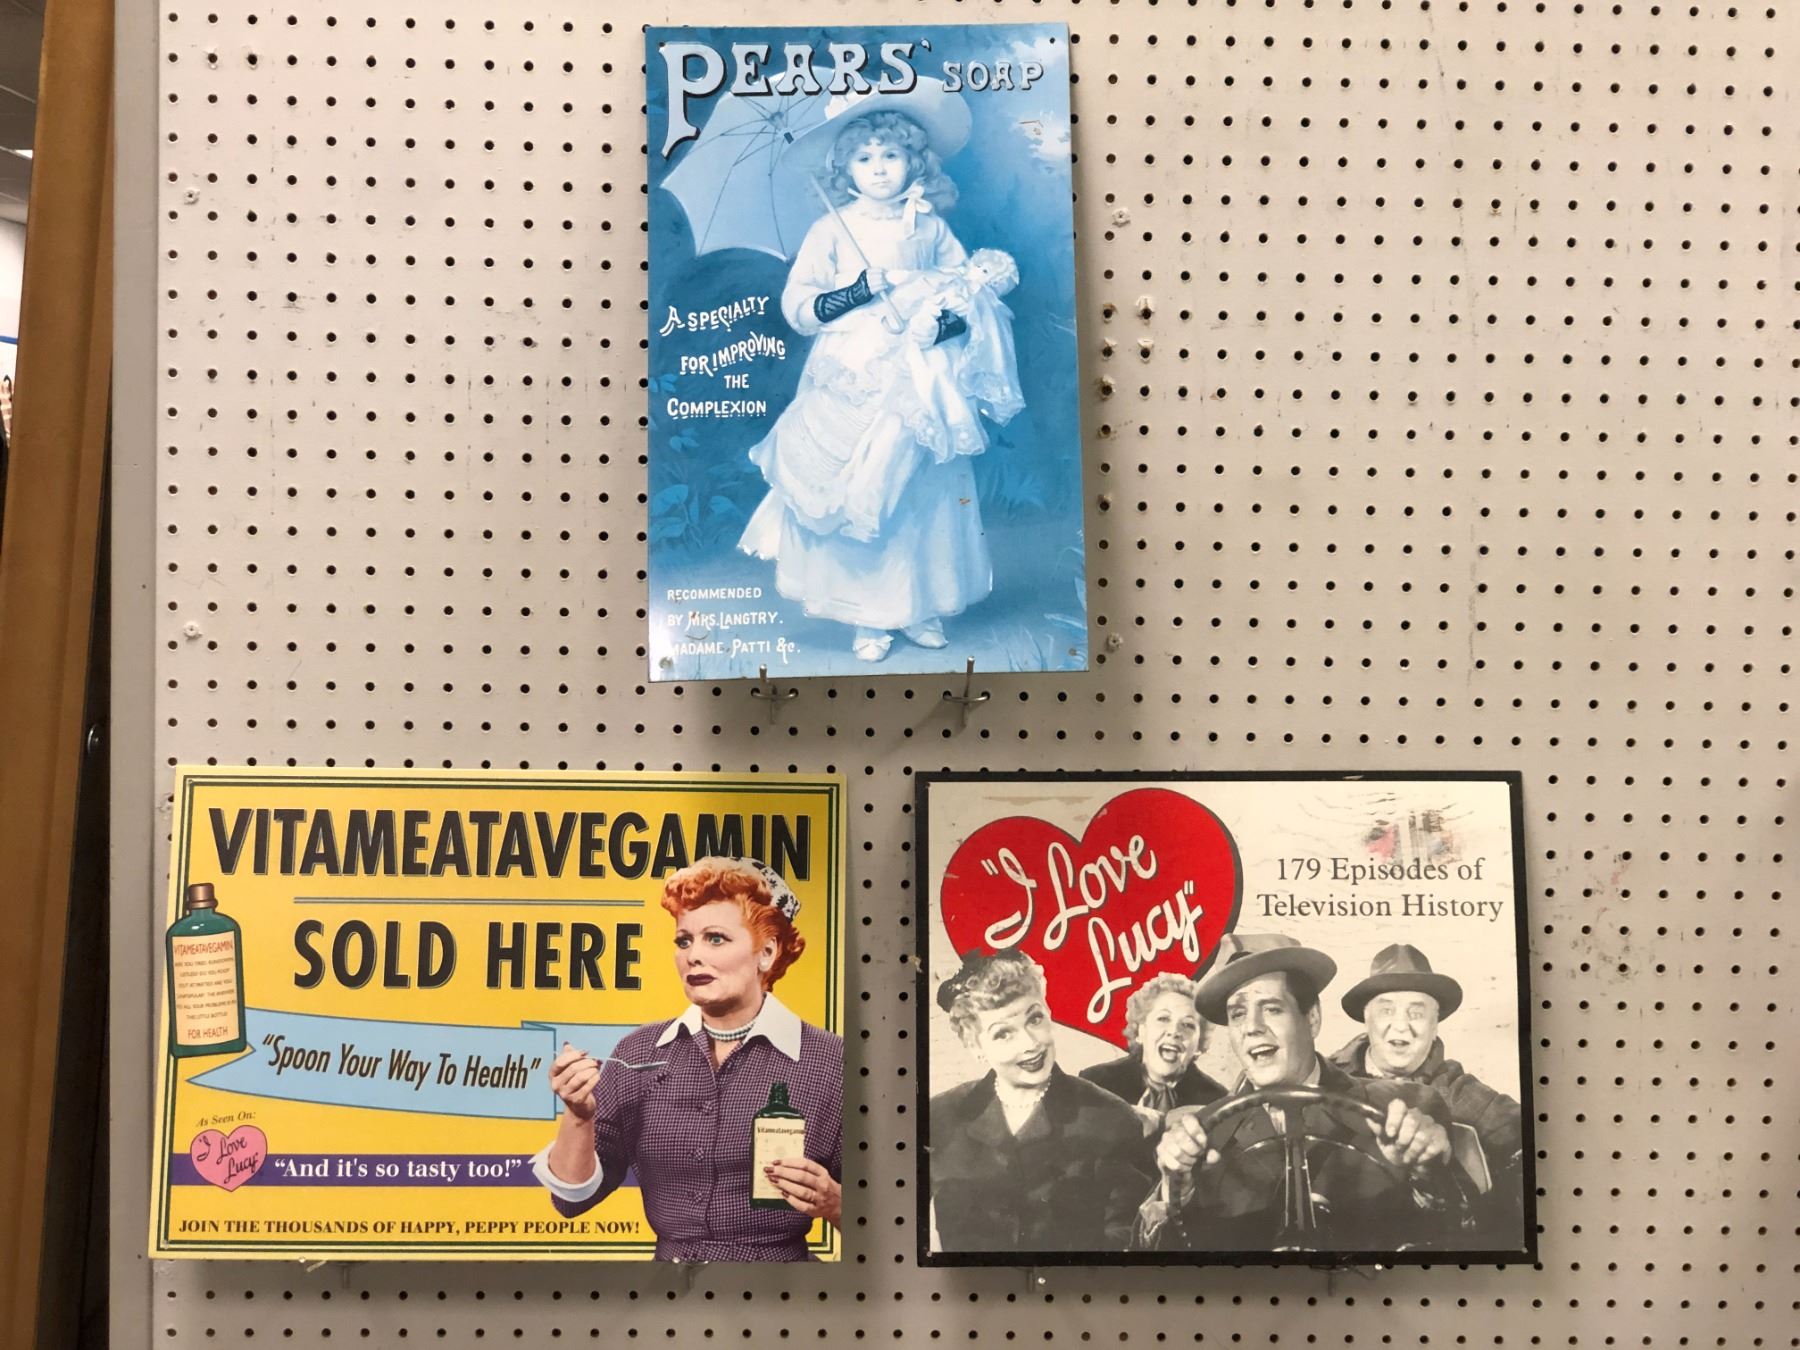 PEARS' SOAP
A SPECIALTY
FOR IMPROVING
THE
COMPLEXION
RECOMMENDED
BY MRS. LANGTRY.
MADAME PATTI &c.
VITAMEATAVEGAMIN
SOLD HERE
VITAMEATAVEGAMIN
FOR HEALTH
"Spoon Your Way To Health"
As Seen On:
"I Love
Lucy"
"And it's so tasty too!"
Vitameatavegamin
JOIN THE THOUSANDS OF HAPPY, PEPPY PEOPLE NOW!
"I Love
Lucy"
179 Episodes of
Television History